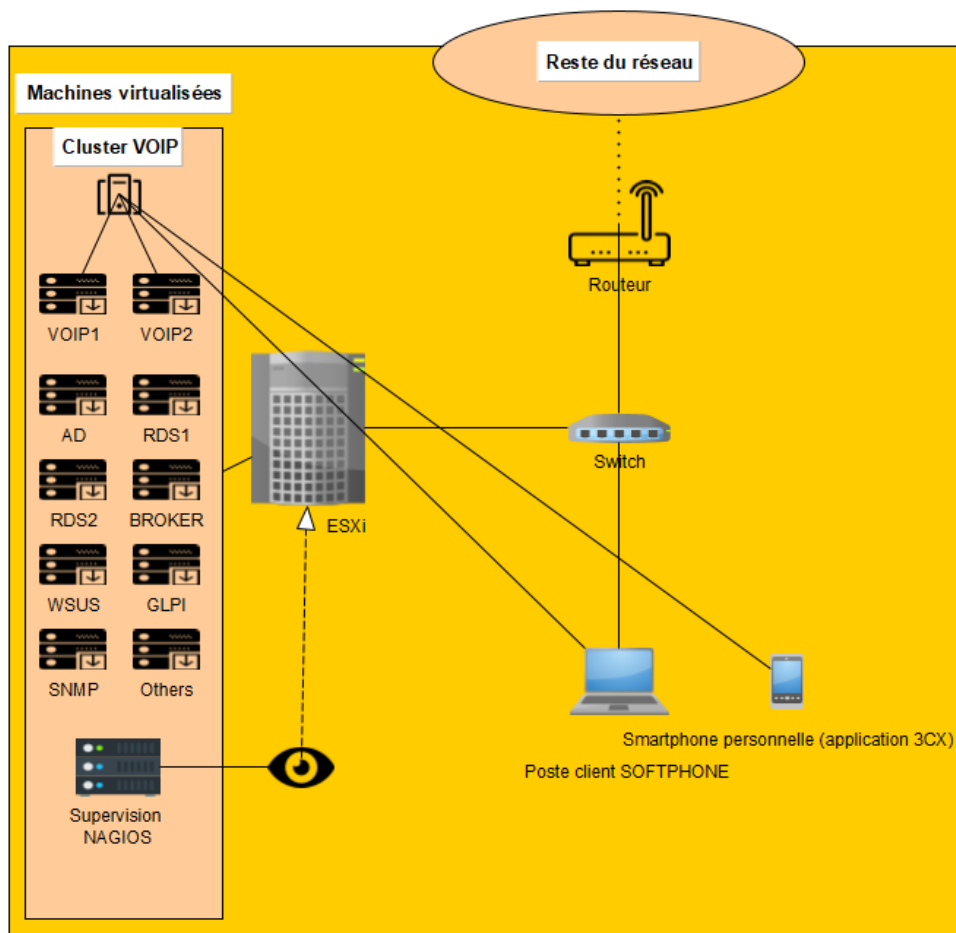 Reste du réseau
Machines virtualisées
Cluster VOIP
Routeur
VOIP1
VOIP2
AD
RDS1
Switch
RDS2
BROKER
ESXi
WSUS
GLPI
SNMP
Others
Smartphone personnelle (application 3CX)
Poste client SOFTPHONE
Supervision
NAGIOS